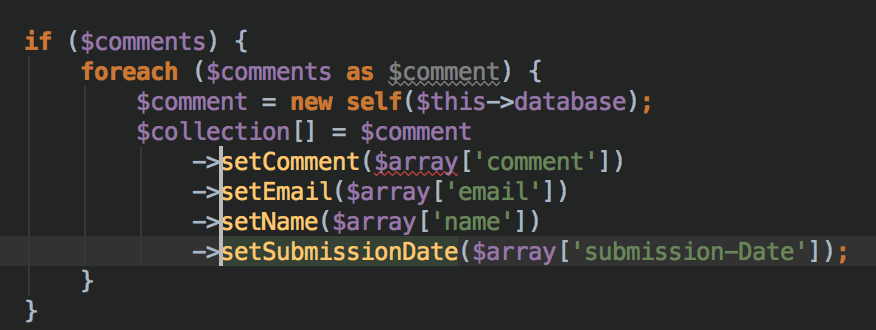 if ($comments) {
foreach ($comments as $comment) {
$comment = new self($this->database);
$collection[] = $comment
->setComment($array['comment'])
->setEmail($array['email'])
->setName($array['name'])
->setSubmissionDate($array['submission-Date']);
}
}